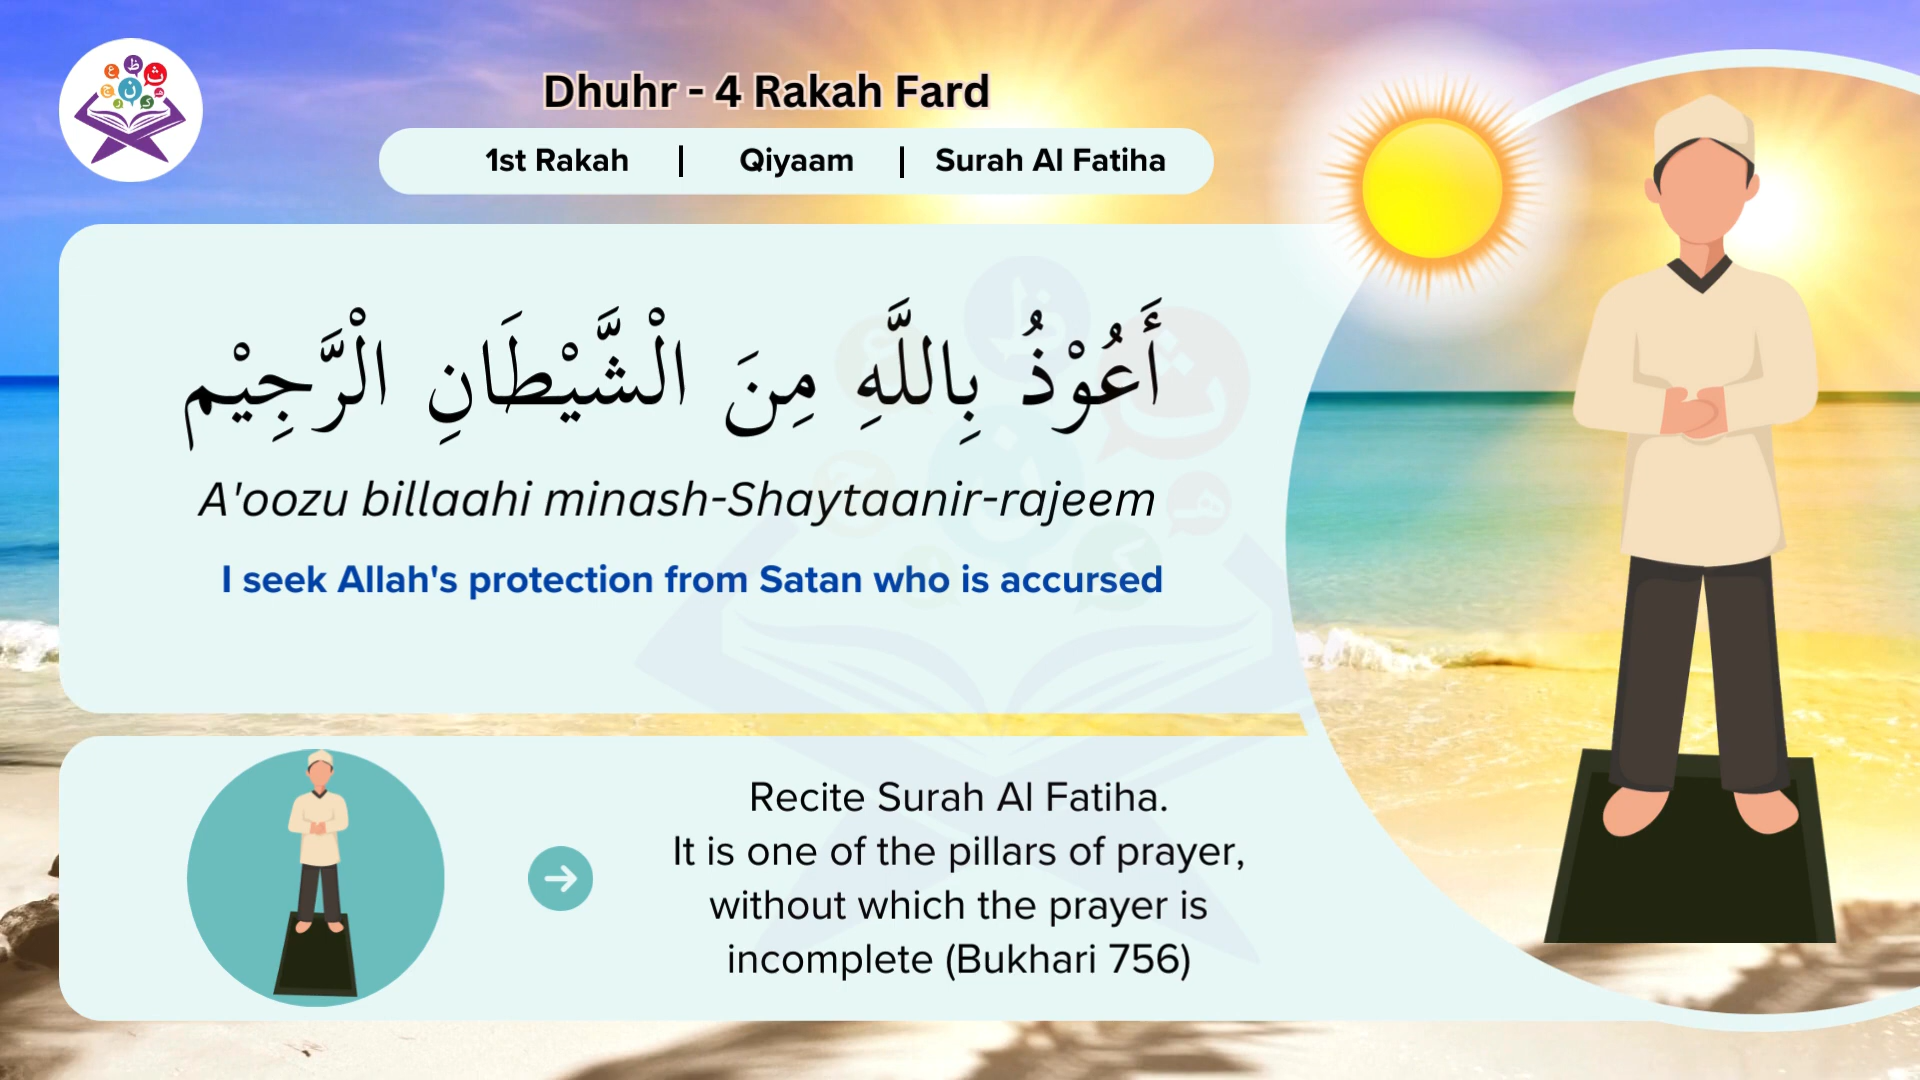 Dhuhr - 4 Rakah Fard
1st Rakah | Qiyaam | Surah Al Fatiha
أَعُوْذُ بِاللَّهِ مِنَ الْشَّيْطَانِ الْرَّجِيْم
A'oozu billaahi minash-Shaytaanir-rajeem
I seek Allah's protection from Satan who is accursed
Recite Surah Al Fatiha.
It is one of the pillars of prayer,
without which the prayer is
incomplete (Bukhari 756)